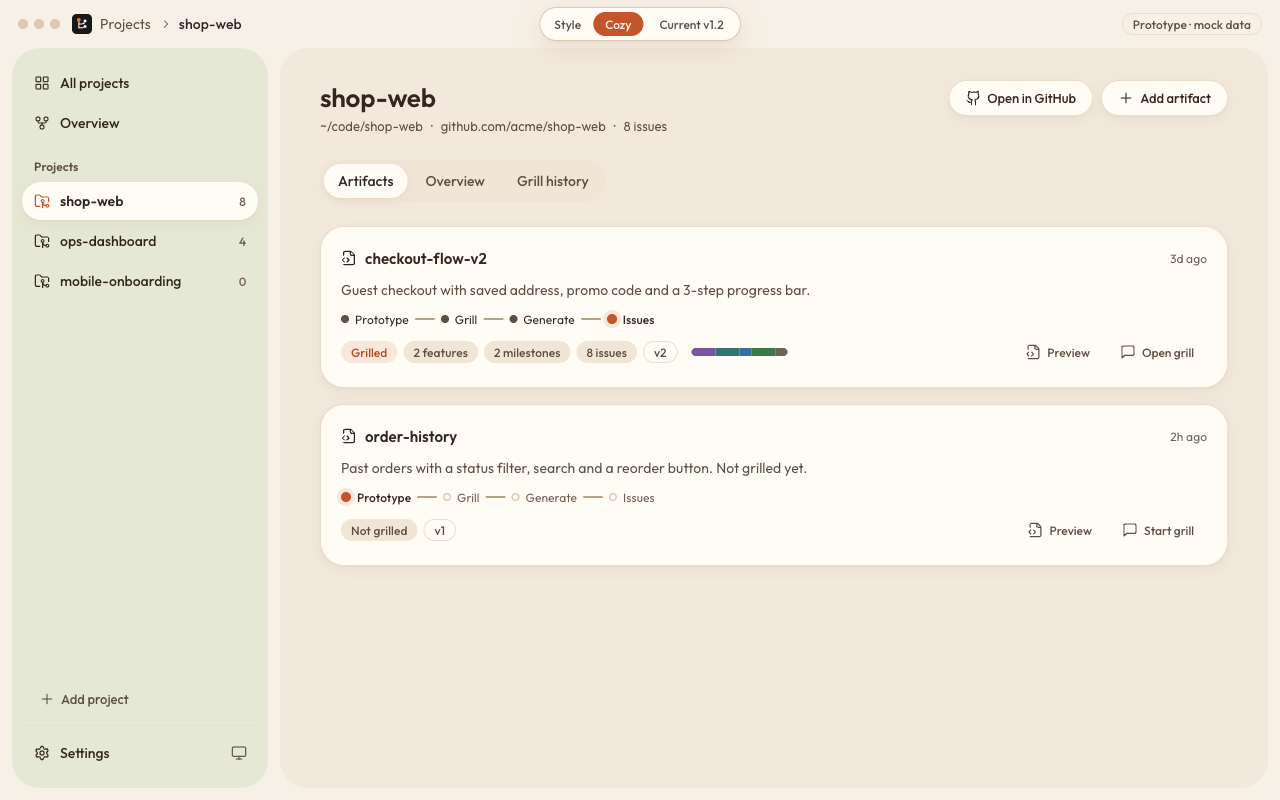 Projects > shop-web
Style Cozy Current v1.2
Prototype · mock data
All projects
Overview
Projects
shop-web 8
ops-dashboard 4
mobile-onboarding 0
Add project
Settings
shop-web
~/code/shop-web · github.com/acme/shop-web · 8 issues
Open in GitHub
Add artifact
Artifacts Overview Grill history
checkout-flow-v2 3d ago
Guest checkout with saved address, promo code and a 3-step progress bar.
Prototype Grill Generate Issues
Grilled 2 features 2 milestones 8 issues v2 Preview Open grill
order-history 2h ago
Past orders with a status filter, search and a reorder button. Not grilled yet.
Prototype Grill Generate Issues
Not grilled v1 Preview Start grill